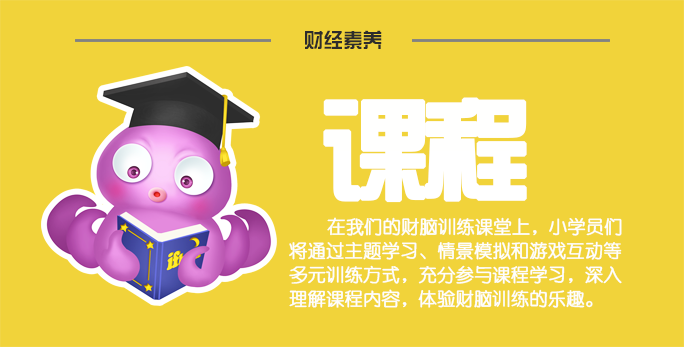 财经素养
课程
在我们的财脑训练课堂上，小学员们
将通过主题学习、情景模拟和游戏互动等
多元训练方式，充分参与课程学习，深入
理解课程内容，体验财脑训练的乐趣。